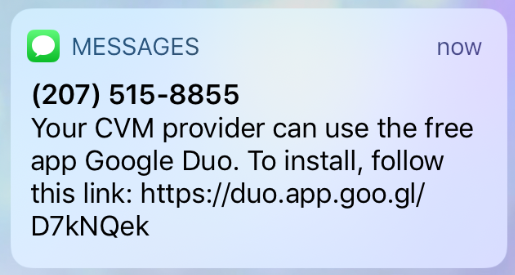 MESSAGES now
(207) 515-8855
Your CVM provider can use the free
app Google Duo. To install, follow
this link: https://duo.app.goo.gl/
D7kNQek